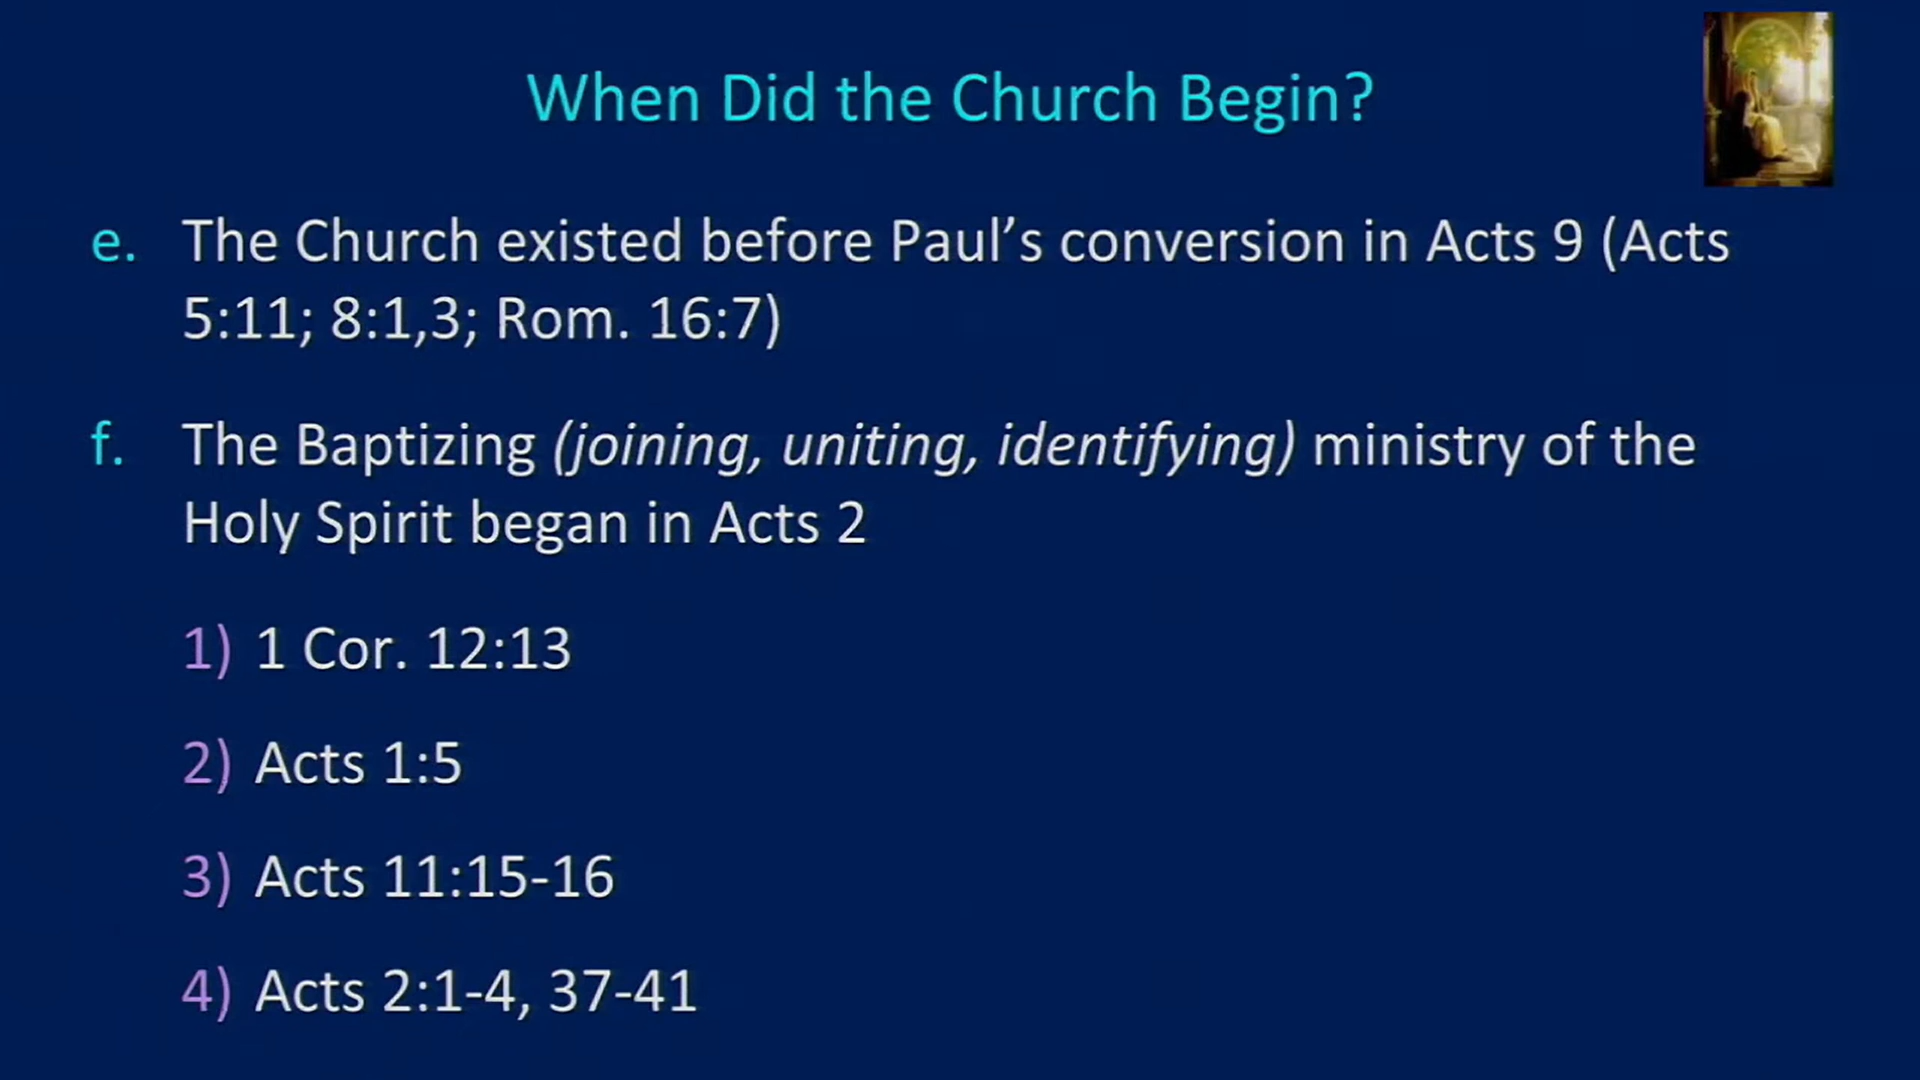 When Did the Church Begin?
e. The Church existed before Paul’s conversion in Acts 9 (Acts
5:11; 8:1,3; Rom. 16:7)
f. The Baptizing (joining, uniting, identifying) ministry of the
Holy Spirit began in Acts 2
1) 1 Cor. 12:13
2) Acts 1:5
3) Acts 11:15-16
4) Acts 2:1-4, 37-41